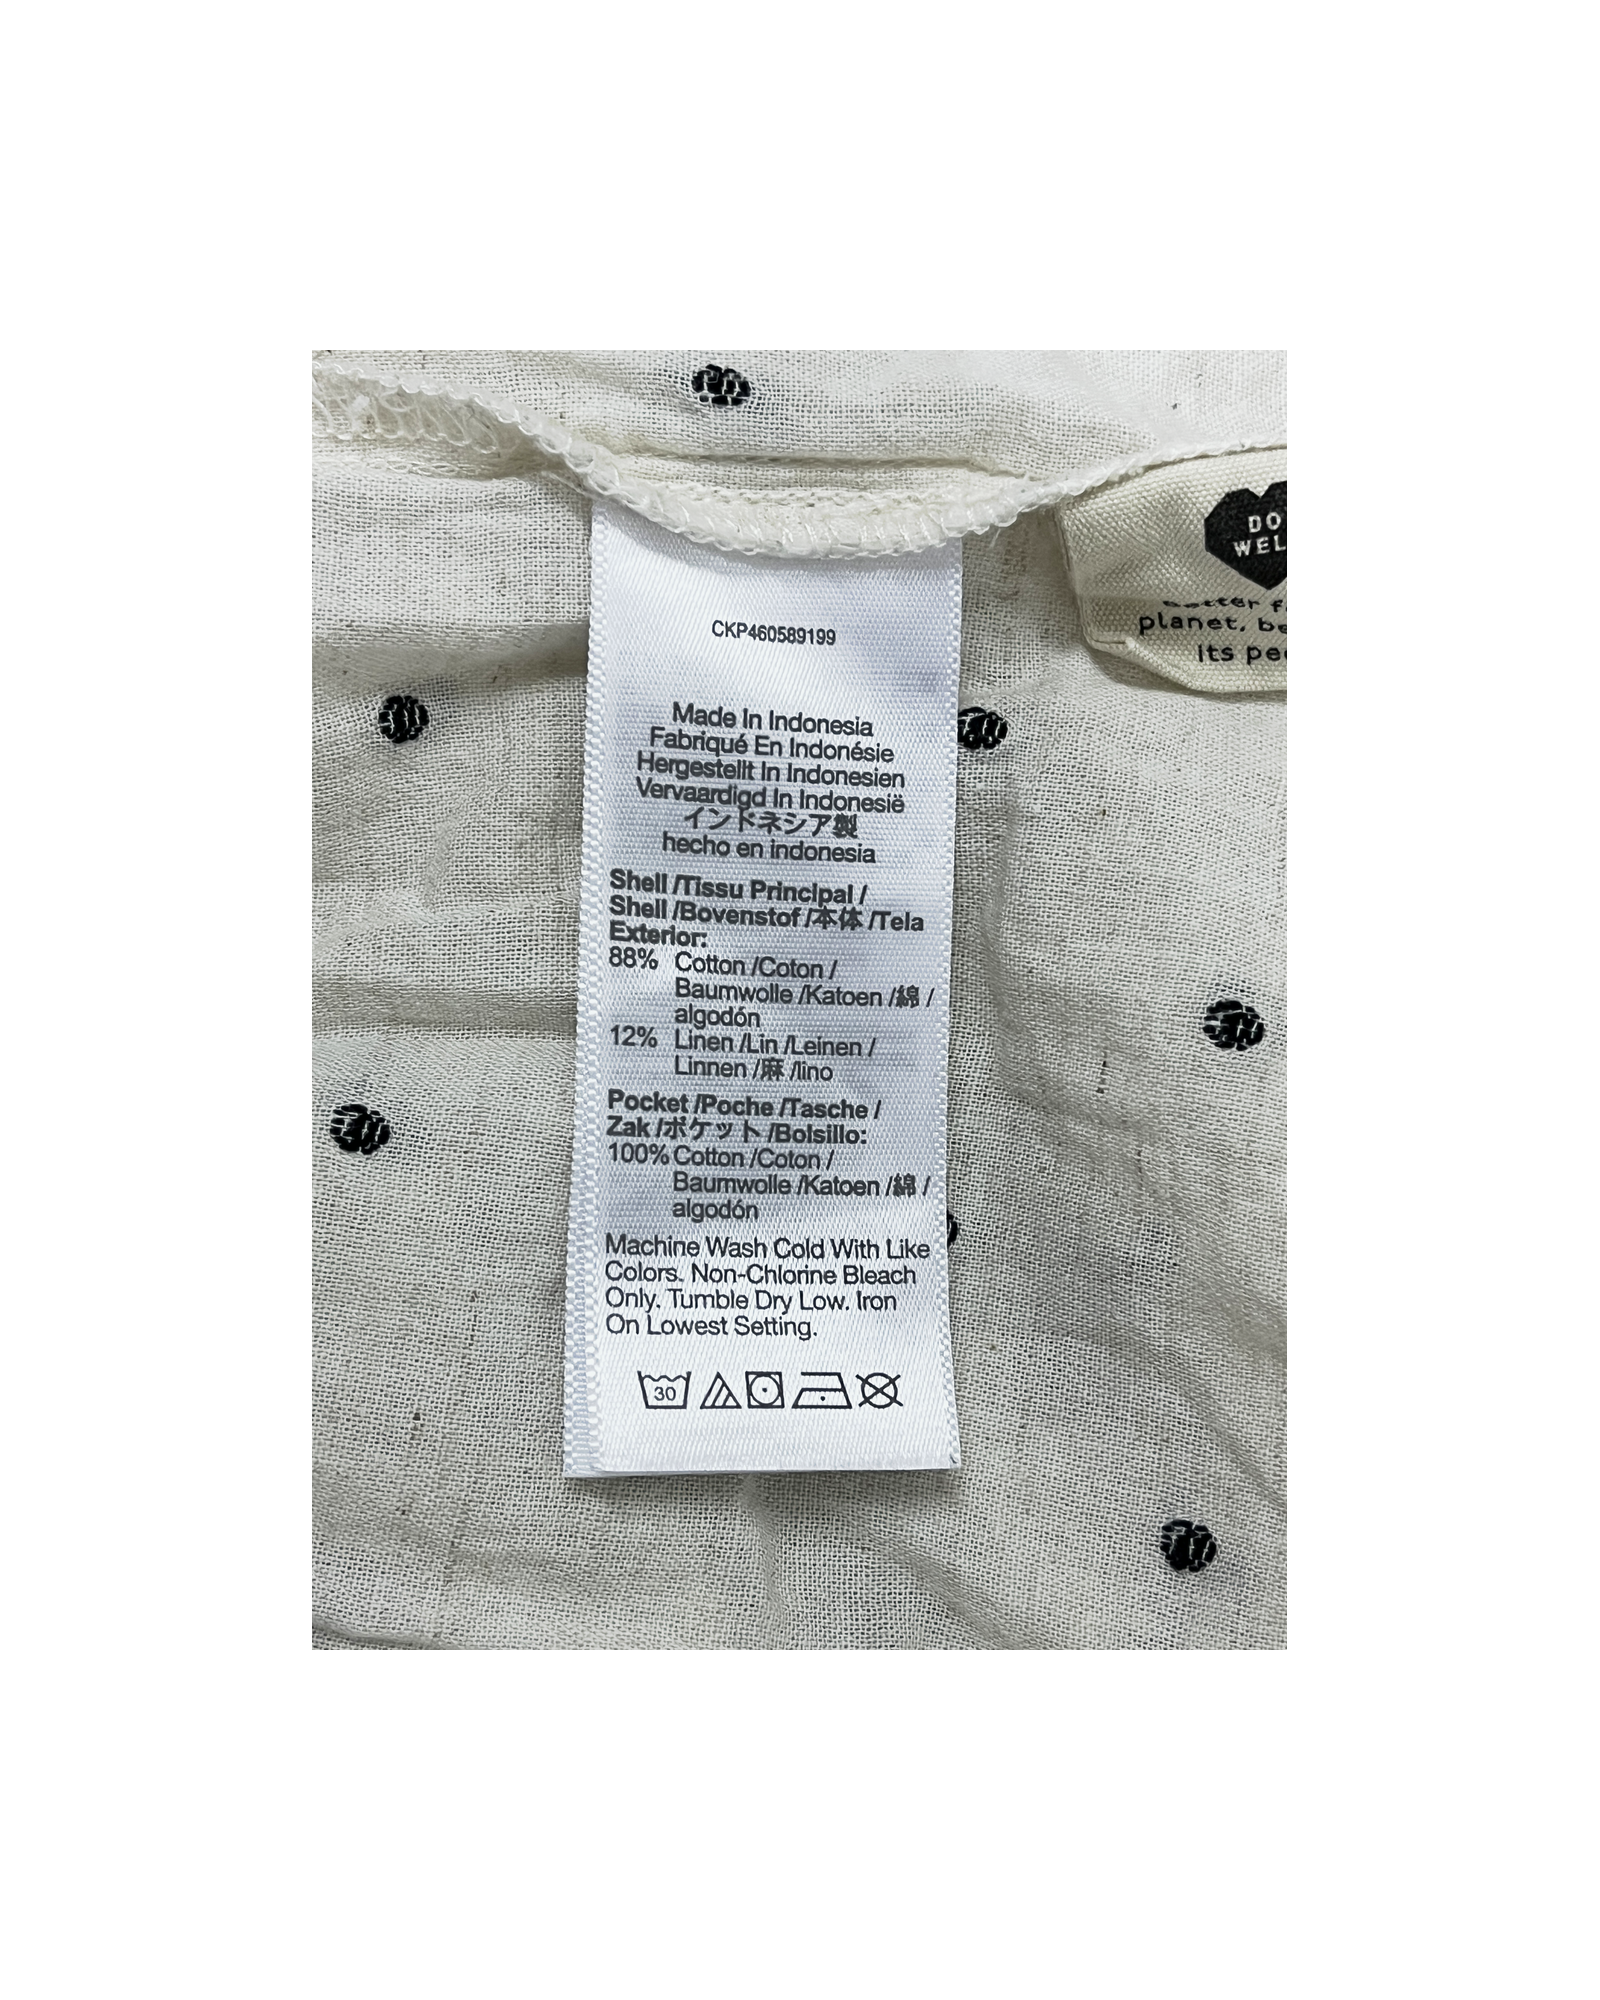 CKP460589199
Made In Indonesia
Fabriqué En Indonésie
Hergestellt In Indonesien
Vervaardigd In Indonesië
インドネシア製
hecho en indonesia
Shell /Tissu Principal /
Shell /Bovenstof /本体 /Tela
Exterior:
88% Cotton /Coton /
Baumwolle /Katoen /綿 /
algodón
12% Linen /Lin /Leinen /
Linnen /麻 /lino
Pocket /Poche /Tasche /
Zak /ポケット /Bolsillo:
100% Cotton /Coton /
Baumwolle /Katoen /綿 /
algodón
Machine Wash Cold With Like
Colors. Non-Chlorine Bleach
Only. Tumble Dry Low. Iron
On Lowest Setting.
30
DO
WEL
planet, be
its pe